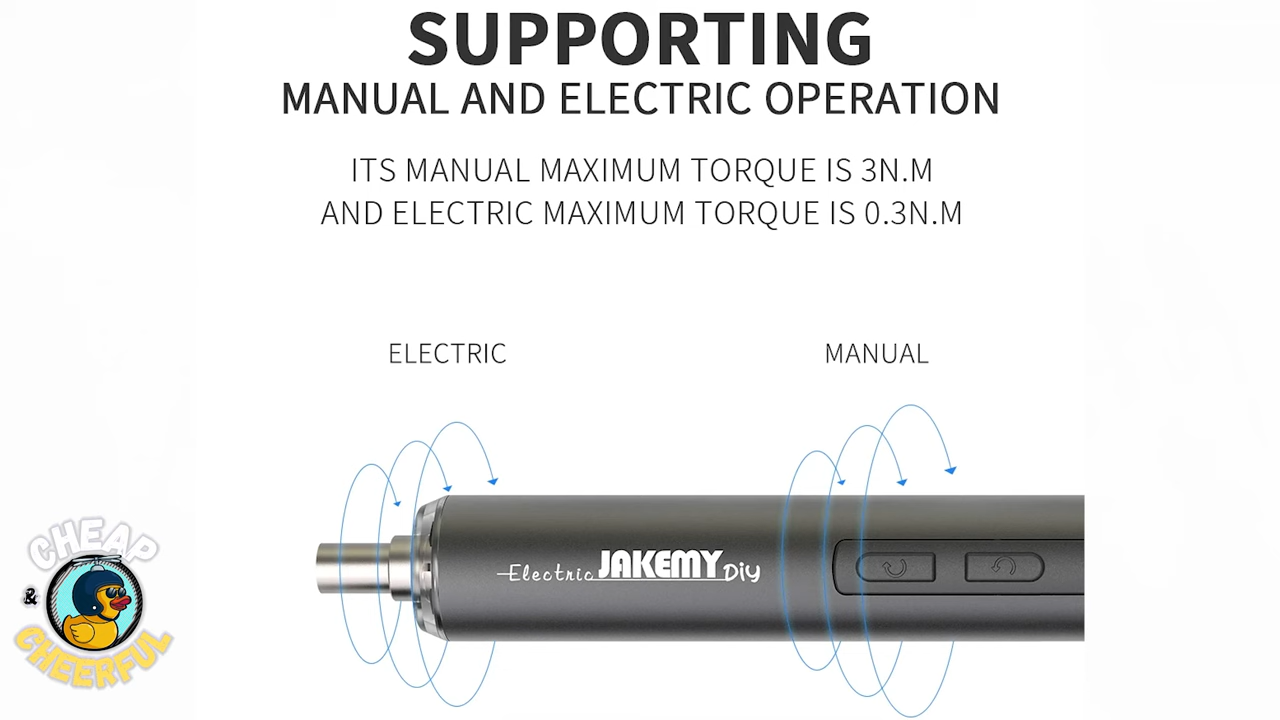 SUPPORTING
MANUAL AND ELECTRIC OPERATION
ITS MANUAL MAXIMUM TORQUE IS 3N.M
AND ELECTRIC MAXIMUM TORQUE IS 0.3N.M
ELECTRIC
MANUAL
Electric JAKEMY Diy
CHEAP
&
CHEERFUL